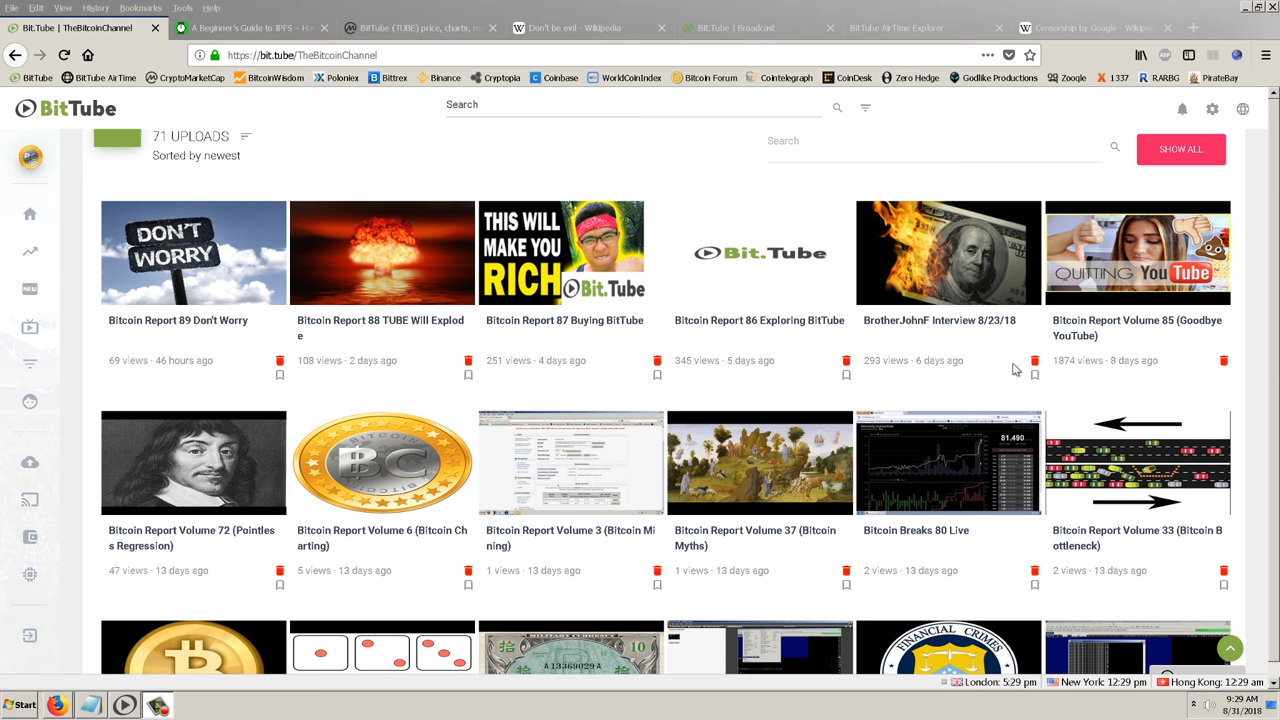 File Edit View History Bookmarks Tools Help
Bit.Tube | TheBitcoinChannel
A Beginner's Guide to IPFS – H
BitTube (TUBE) price, charts, m
Don't be evil - Wikipedia
Bit.Tube | Broadcast
BitTube AirTime Explorer
Censorship by Google - Wikiped
https://bit.tube/TheBitcoinChannel
BitTube BitTube AirTime CryptoMarketCap BitcoinWisdom Poloniex Bittrex Binance Cryptopia Coinbase WorldCoinIndex Bitcoin Forum Cointelegraph CoinDesk Zero Hedge Godlike Productions Zooqle 1337 RARBG PirateBay
BitTube
Search
71 UPLOADS
Sorted by newest
Search
SHOW ALL
DON'T
WORRY
THIS WILL
MAKE YOU
RICH
Bit.Tube
Bit.Tube
QUITTING YouTube
Bitcoin Report 89 Don't Worry
69 views · 46 hours ago
Bitcoin Report 88 TUBE Will Explod
e
108 views · 2 days ago
Bitcoin Report 87 Buying BitTube
251 views · 4 days ago
Bitcoin Report 86 Exploring BitTube
345 views · 5 days ago
BrotherJohnF Interview 8/23/18
293 views · 6 days ago
Bitcoin Report Volume 85 (Goodbye
YouTube)
1874 views · 8 days ago
81.490
Bitcoin Report Volume 72 (Pointles
s Regression)
47 views · 13 days ago
Bitcoin Report Volume 6 (Bitcoin Ch
arting)
5 views · 13 days ago
Bitcoin Report Volume 3 (Bitcoin Mi
ning)
1 views · 13 days ago
Bitcoin Report Volume 37 (Bitcoin
Myths)
1 views · 13 days ago
Bitcoin Breaks 80 Live
2 views · 13 days ago
Bitcoin Report Volume 33 (Bitcoin B
ottleneck)
2 views · 13 days ago
FINANCIAL CRIMES
London: 5:29 pm
New York: 12:29 pm
Hong Kong: 12:29 am
Start
9:29 AM
8/31/2018